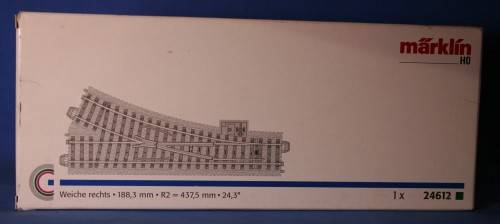 märklin
H0
Weiche rechts • 188,3 mm • R2 = 437,5 mm • 24,3°
1 x 24612